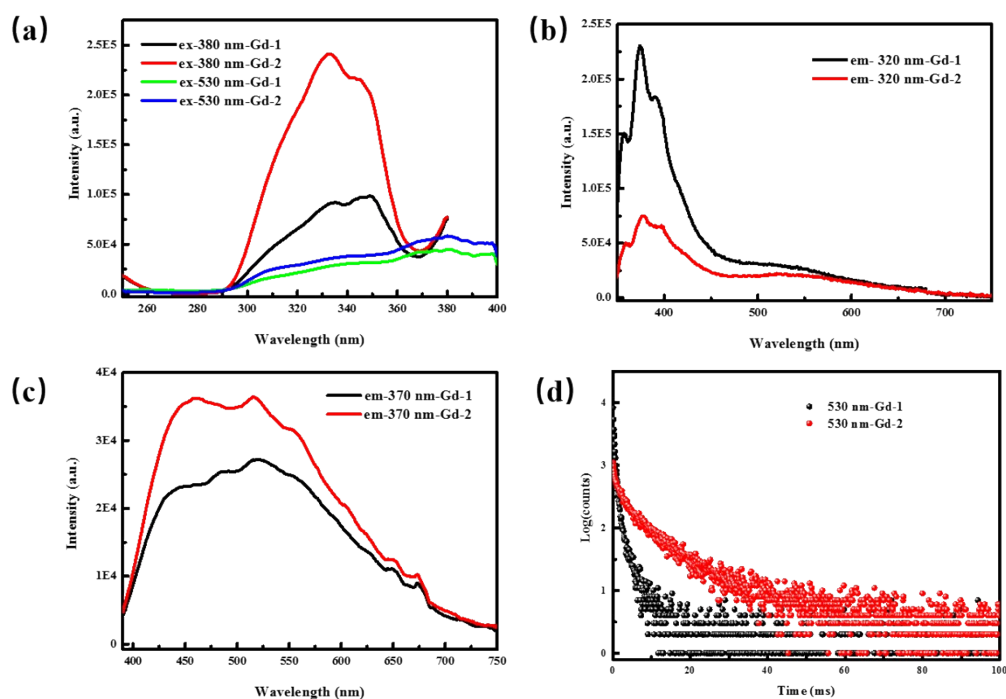 (a)
ex-380 nm-Gd-1
ex-380 nm-Gd-2
ex-530 nm-Gd-1
ex-530 nm-Gd-2
2.5E5
2.0E5
1.5E5
1.0E5
5.0E4
0.0
Intensity (a.u.)
260 280 300 320 340 360 380 400
Wavelength (nm)
(b)
em- 320 nm-Gd-1
em- 320 nm-Gd-2
2.5E5
2.0E5
1.5E5
1.0E5
5.0E4
0.0
Intensity (a.u.)
400 500 600 700
Wavelength (nm)
(c)
em-370 nm-Gd-1
em-370 nm-Gd-2
4E4
3E4
2E4
1E4
0
Intensity (a.u.)
400 450 500 550 600 650 700 750
Wavelength (nm)
(d)
530 nm-Gd-1
530 nm-Gd-2
4
3
2
1
0
Log(counts)
0 20 40 60 80 100
Time (ms)